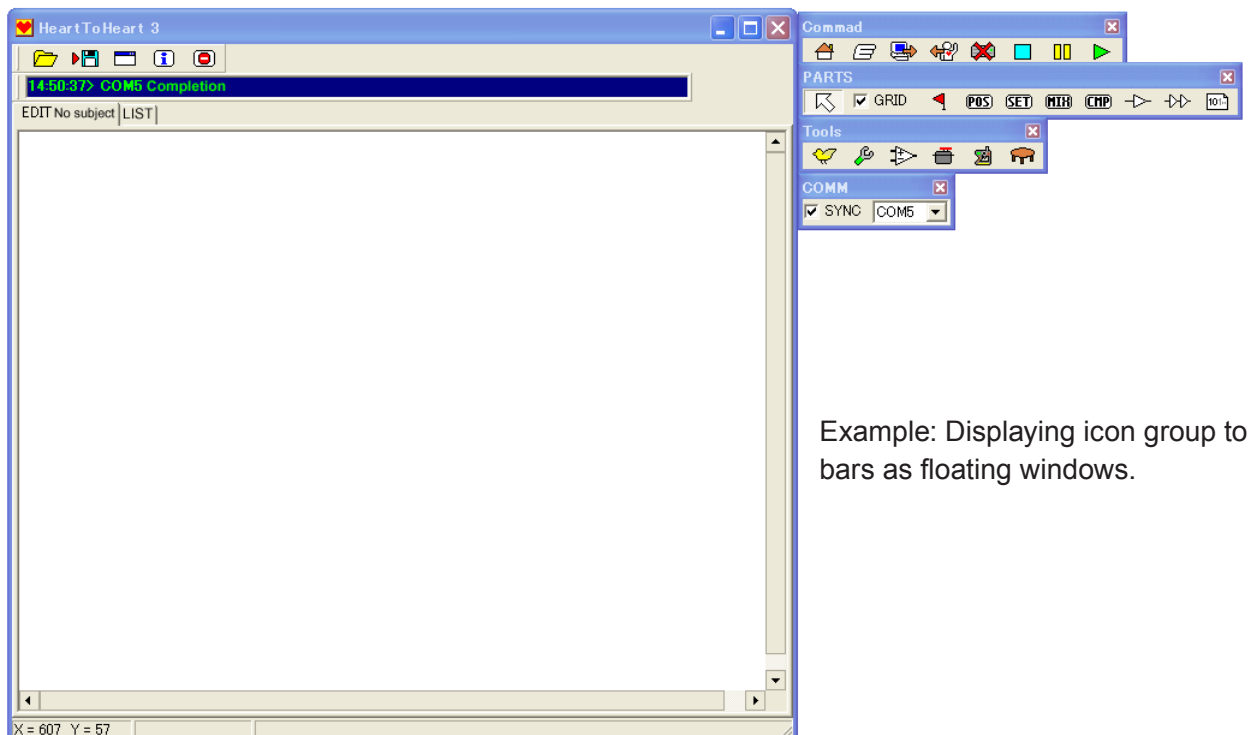 HeartToHeart 3
14:50:37> COM5 Completion
EDIT No subject LIST
X = 607 Y = 57
Commad
PARTS
GRID POS SET MIX CMP 101..
Tools
COMM
SYNC COM5
Example: Displaying icon group to
bars as floating windows.